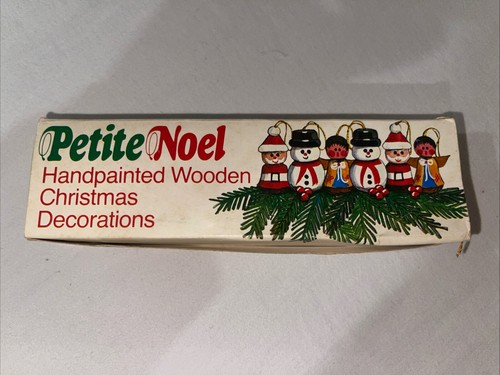 Petite Noel
Handpainted Wooden
Christmas
Decorations